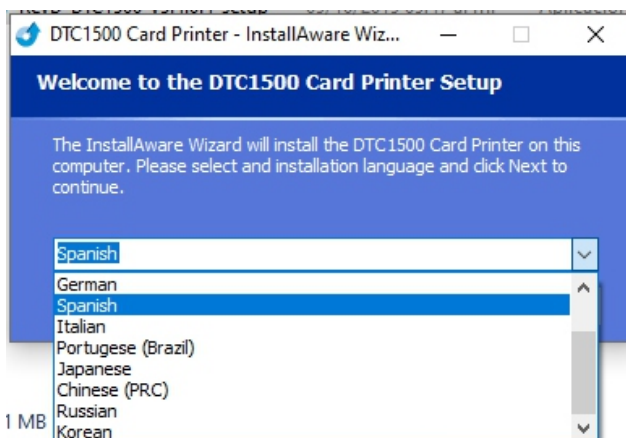 DTC1500 Card Printer - InstallAware Wiz...
Welcome to the DTC1500 Card Printer Setup
The InstallAware Wizard will install the DTC1500 Card Printer on this
computer. Please select and installation language and click Next to
continue.
Spanish
German
Spanish
Italian
Portugese (Brazil)
Japanese
Chinese (PRC)
Russian
1 MB
Korean